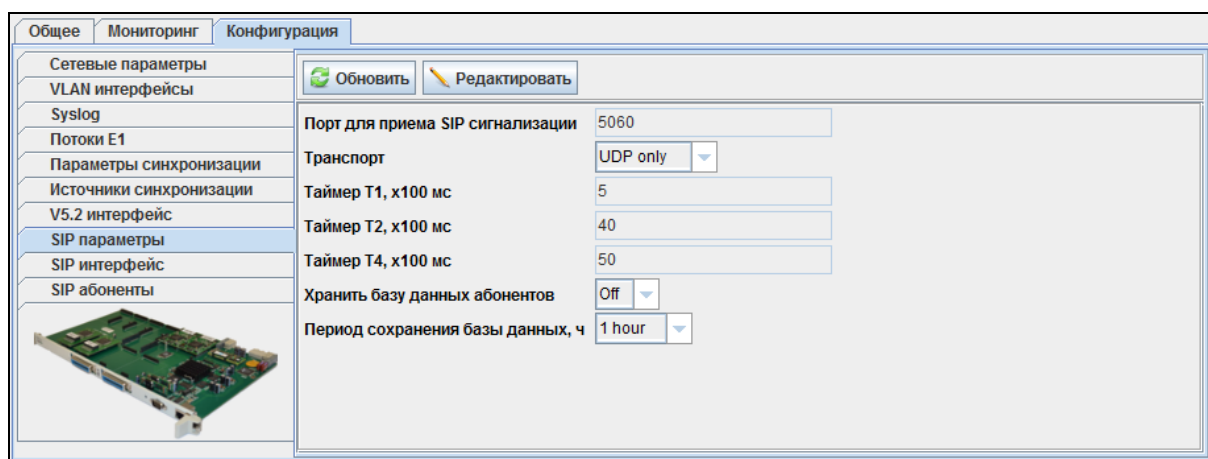 Общее Мониторинг Конфигурация
Сетевые параметры
VLAN интерфейсы
Syslog
Потоки E1
Параметры синхронизации
Источники синхронизации
V5.2 интерфейс
SIP параметры
SIP интерфейс
SIP абоненты
Обновить Редактировать
Порт для приема SIP сигнализации 5060
Транспорт UDP only
Таймер T1, x100 мс 5
Таймер T2, x100 мс 40
Таймер T4, x100 мс 50
Хранить базу данных абонентов Off
Период сохранения базы данных, ч 1 hour